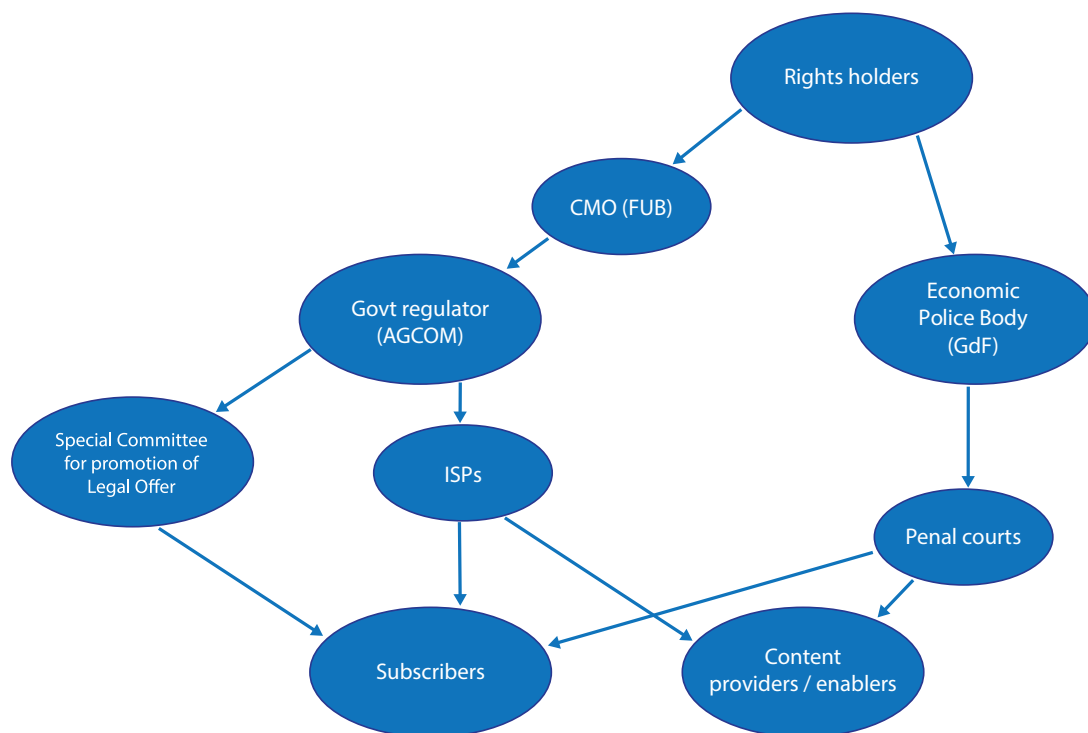 Rights holders
CMO (FUB)
Govt regulator
(AGCOM)
Economic
Police Body
(GdF)
Special Committee
for promotion of
Legal Offer
ISPs
Penal courts
Subscribers
Content
providers / enablers